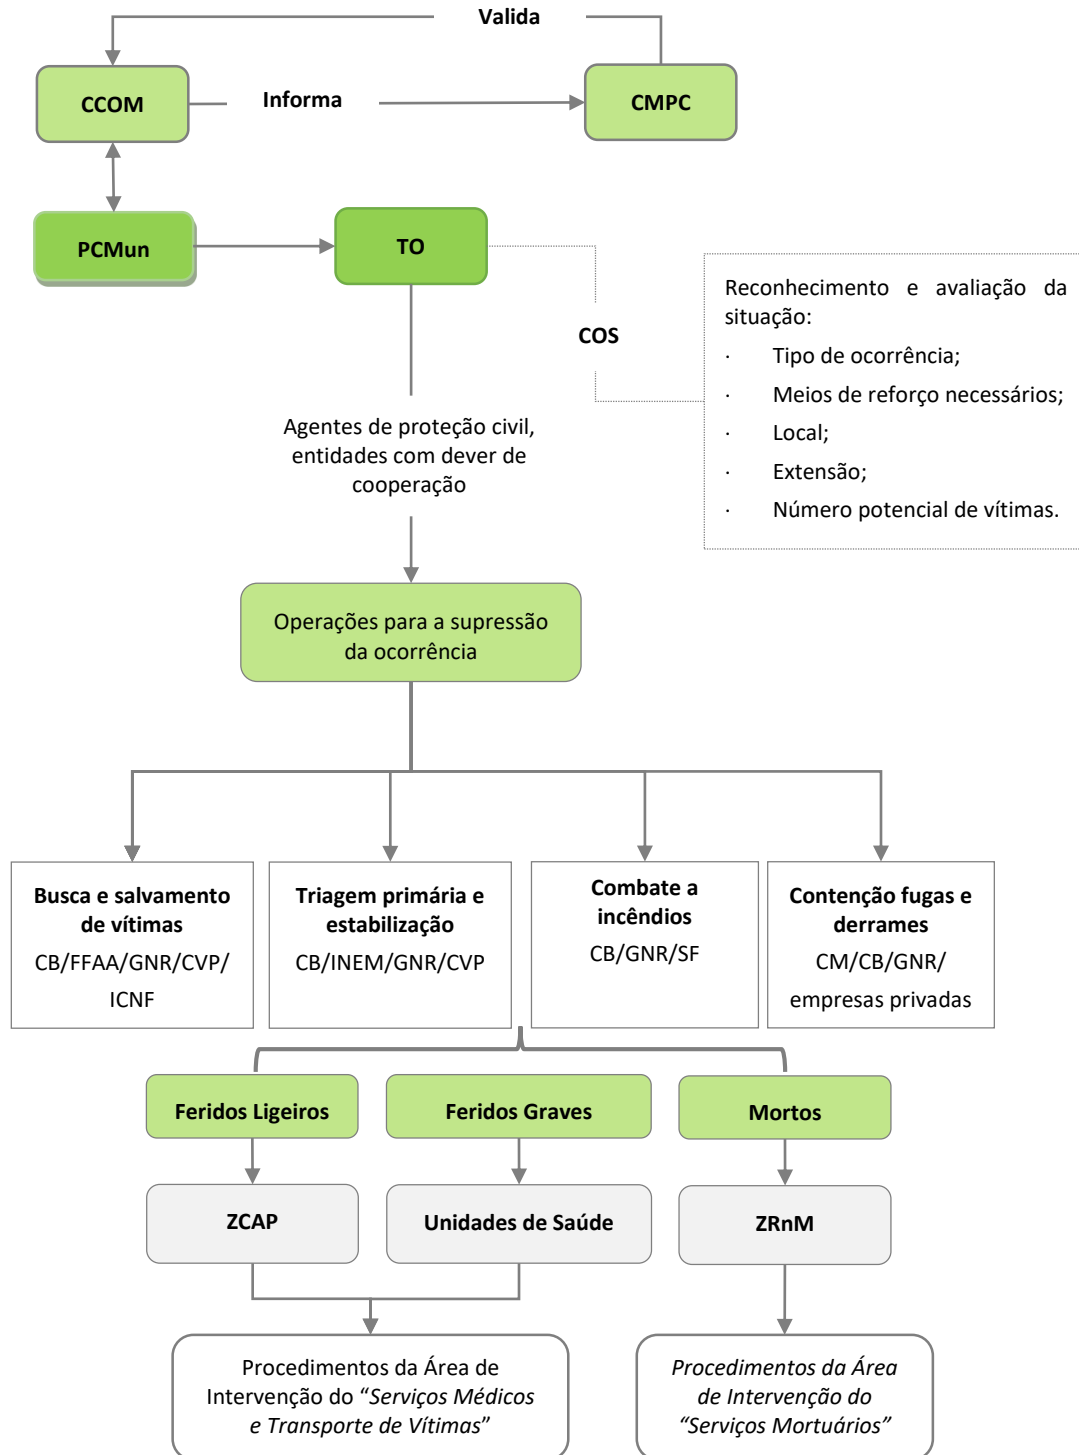 Valida
CCOM
Informa
CMPC
PCMun
TO
COS
Reconhecimento e avaliação da
situação:
· Tipo de ocorrência;
· Meios de reforço necessários;
· Local;
· Extensão;
· Número potencial de vítimas.
Agentes de proteção civil,
entidades com dever de
cooperação
Operações para a supressão
da ocorrência
Busca e salvamento
de vítimas
CB/FFAA/GNR/CVP/
ICNF
Triagem primária e
estabilização
CB/INEM/GNR/CVP
Combate a
incêndios
CB/GNR/SF
Contenção fugas e
derrames
CM/CB/GNR/
empresas privadas
Feridos Ligeiros
Feridos Graves
Mortos
ZCAP
Unidades de Saúde
ZRnM
Procedimentos da Área de
Intervenção do “Serviços Médicos
e Transporte de Vítimas”
Procedimentos da Área
de Intervenção do
“Serviços Mortuários”